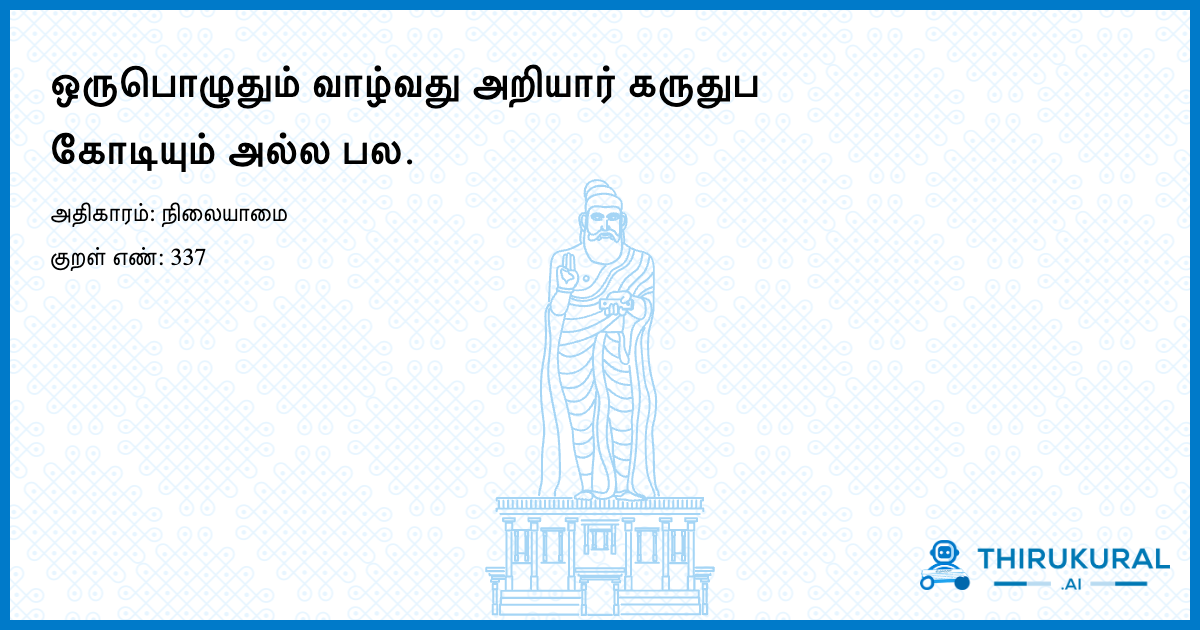 ஒருபொழுதும் வாழ்வது அறியார் கருதுப
கோடியும் அல்ல பல.
அதிகாரம்: நிலையாமை
குறள் எண்: 337
THIRUKURAL
.AI